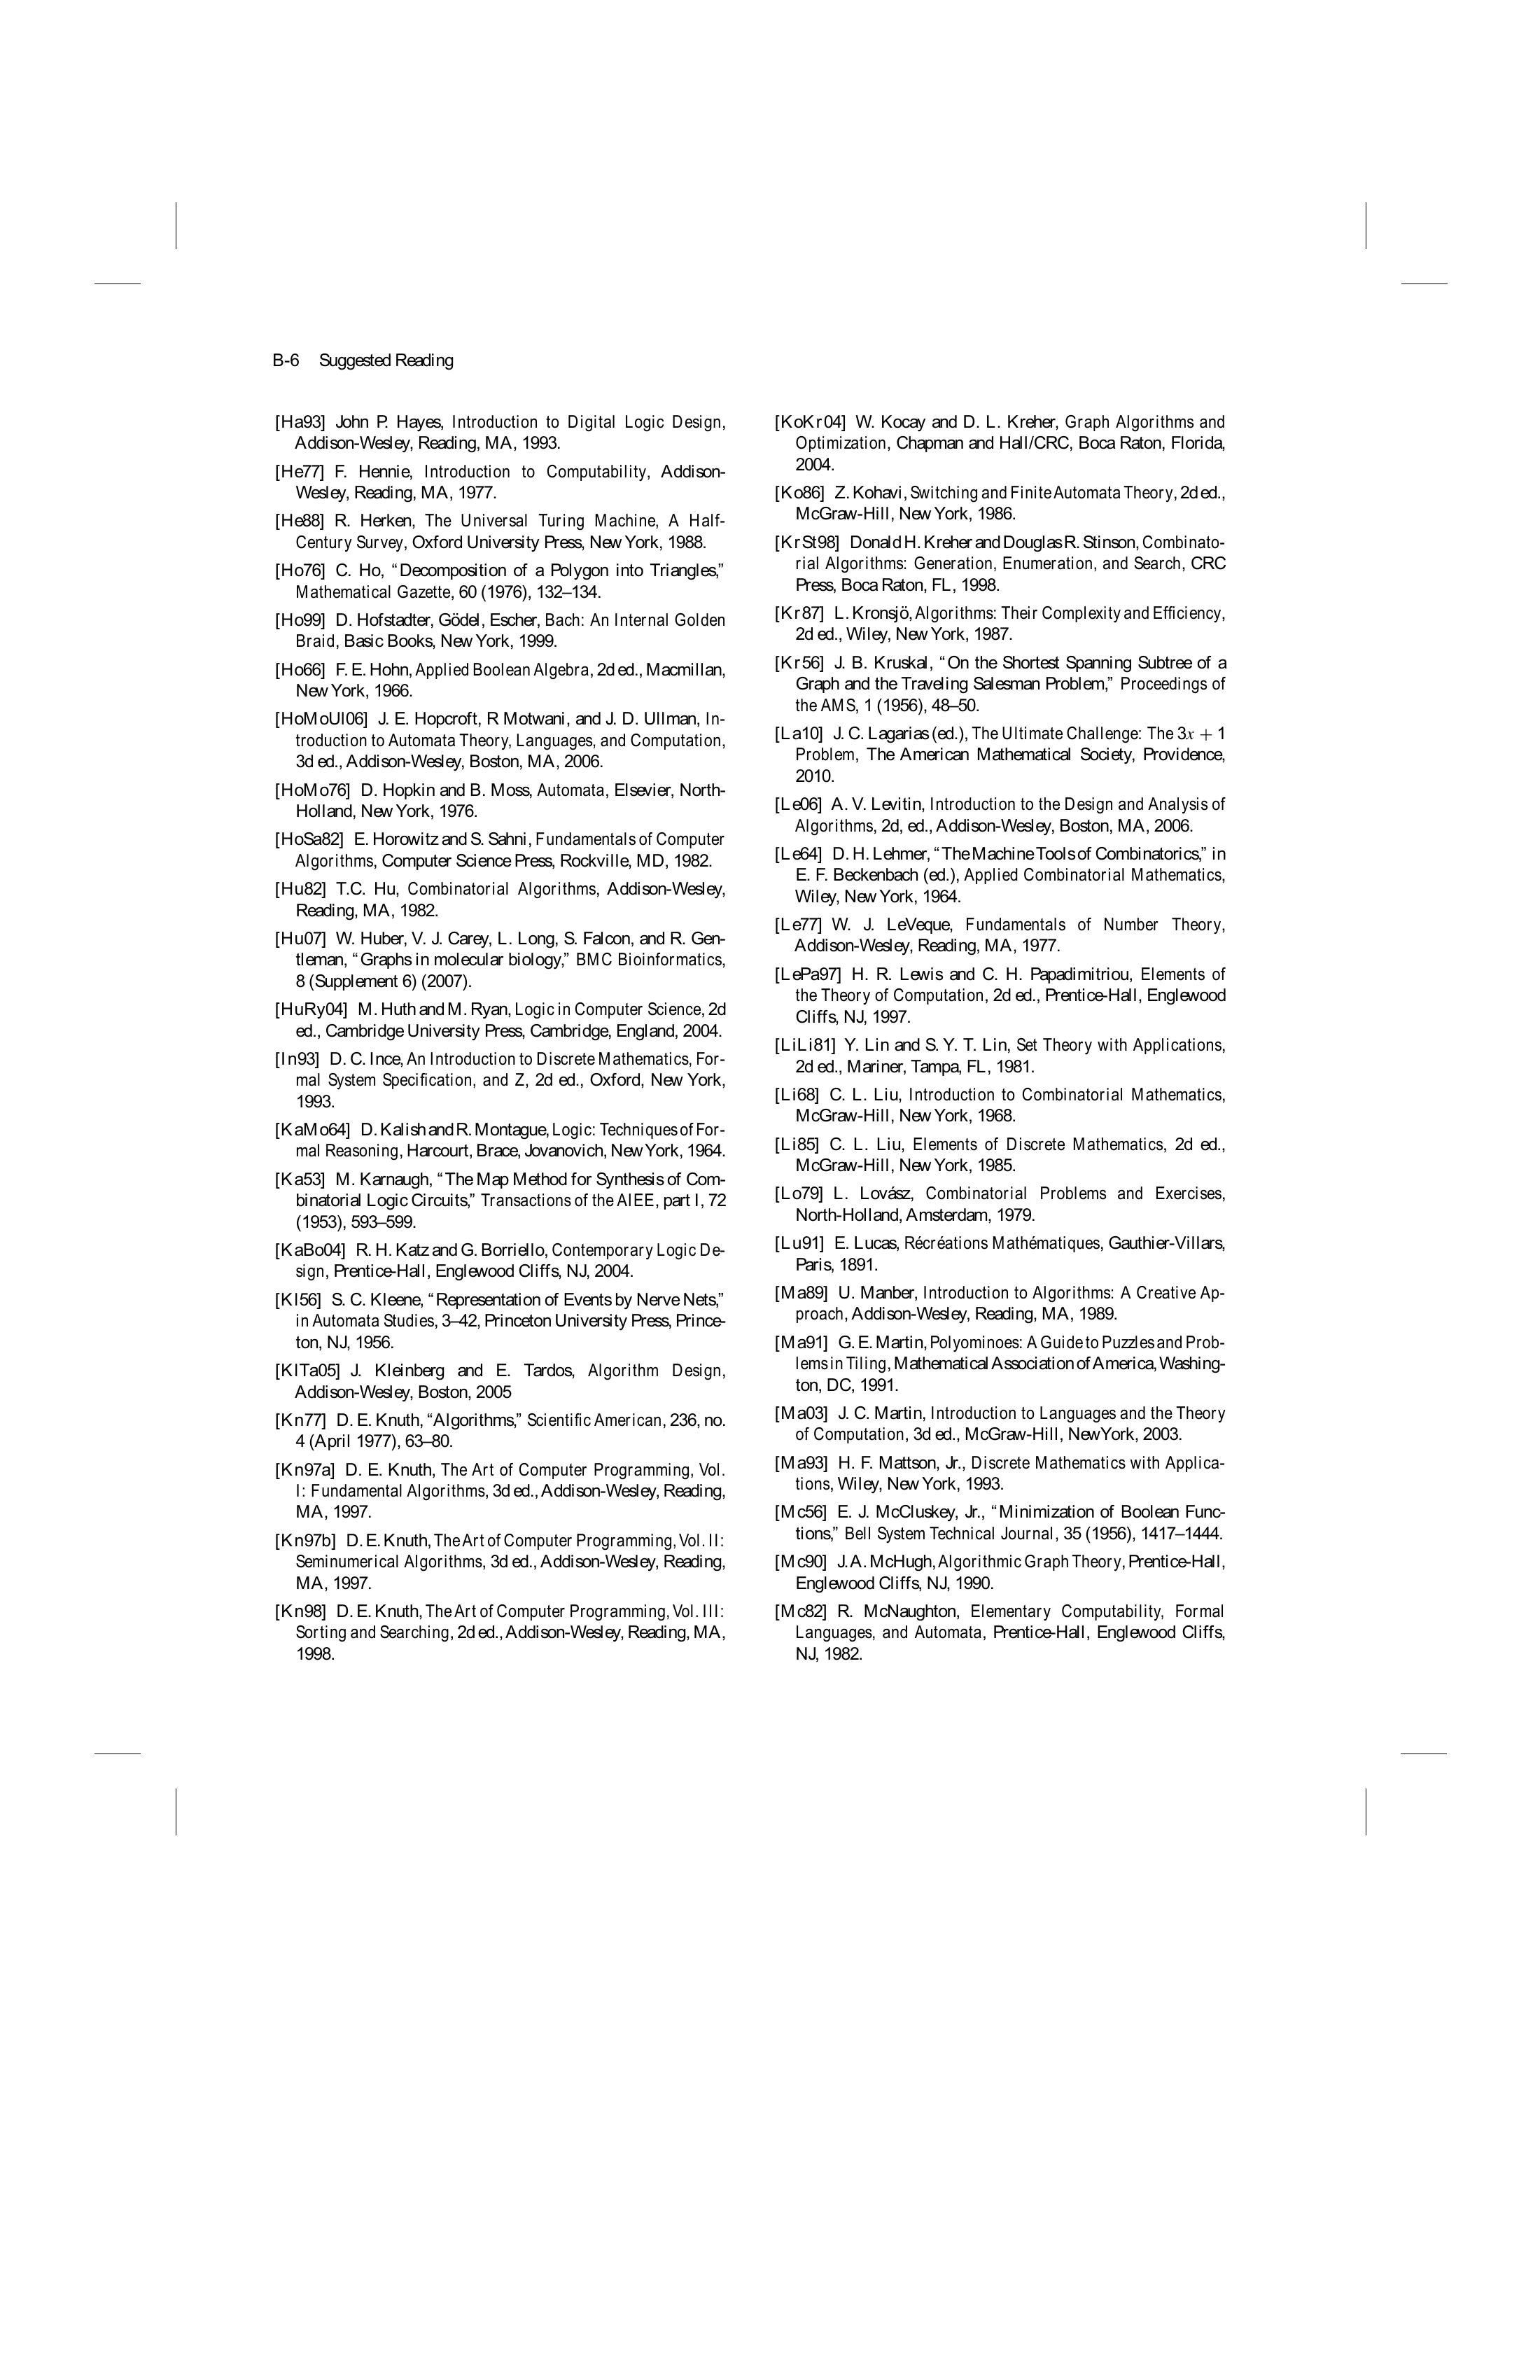 B-6 Suggested Reading
[Ha93] John P. Hayes, Introduction to Digital Logic Design,
Addison-Wesley, Reading, MA, 1993.
[He77] F. Hennie, Introduction to Computability, Addison-
Wesley, Reading, MA, 1977.
[He88] R. Herken, The Universal Turing Machine, A Half-
Century Survey, Oxford University Press, New York, 1988.
[Ho76] C. Ho, “Decomposition of a Polygon into Triangles,”
Mathematical Gazette, 60 (1976), 132–134.
[Ho99] D. Hofstadter, Gödel, Escher, Bach: An Internal Golden
Braid, Basic Books, New York, 1999.
[Ho66] F. E. Hohn, Applied Boolean Algebra, 2d ed., Macmillan,
New York, 1966.
[HoMoUl06] J. E. Hopcroft, R Motwani, and J. D. Ullman, In-
troduction to Automata Theory, Languages, and Computation,
3d ed., Addison-Wesley, Boston, MA, 2006.
[HoMo76] D. Hopkin and B. Moss, Automata, Elsevier, North-
Holland, New York, 1976.
[HoSa82] E. Horowitz and S. Sahni, Fundamentals of Computer
Algorithms, Computer Science Press, Rockville, MD, 1982.
[Hu82] T.C. Hu, Combinatorial Algorithms, Addison-Wesley,
Reading, MA, 1982.
[Hu07] W. Huber, V. J. Carey, L. Long, S. Falcon, and R. Gen-
tleman, “Graphs in molecular biology,” BMC Bioinformatics,
8 (Supplement 6) (2007).
[HuRy04] M. Huth and M. Ryan, Logic in Computer Science, 2d
ed., Cambridge University Press, Cambridge, England, 2004.
[In93] D. C. Ince, An Introduction to Discrete Mathematics, For-
mal System Specification, and Z, 2d ed., Oxford, New York,
1993.
[KaMo64] D. Kalish and R. Montague, Logic: Techniques of For-
mal Reasoning, Harcourt, Brace, Jovanovich, New York, 1964.
[Ka53] M. Karnaugh, “The Map Method for Synthesis of Com-
binatorial Logic Circuits,” Transactions of the AIEE, part I, 72
(1953), 593–599.
[KaBo04] R. H. Katz and G. Borriello, Contemporary Logic De-
sign, Prentice-Hall, Englewood Cliffs, NJ, 2004.
[Kl56] S. C. Kleene, “Representation of Events by Nerve Nets,”
in Automata Studies, 3–42, Princeton University Press, Prince-
ton, NJ, 1956.
[KlTa05] J. Kleinberg and E. Tardos, Algorithm Design,
Addison-Wesley, Boston, 2005
[Kn77] D. E. Knuth, “Algorithms,” Scientific American, 236, no.
4 (April 1977), 63–80.
[Kn97a] D. E. Knuth, The Art of Computer Programming, Vol.
I: Fundamental Algorithms, 3d ed., Addison-Wesley, Reading,
MA, 1997.
[Kn97b] D. E. Knuth, The Art of Computer Programming, Vol. II:
Seminumerical Algorithms, 3d ed., Addison-Wesley, Reading,
MA, 1997.
[Kn98] D. E. Knuth, The Art of Computer Programming, Vol. III:
Sorting and Searching, 2d ed., Addison-Wesley, Reading, MA,
1998.
[KoKr04] W. Kocay and D. L. Kreher, Graph Algorithms and
Optimization, Chapman and Hall/CRC, Boca Raton, Florida,
2004.
[Ko86] Z. Kohavi, Switching and Finite Automata Theory, 2d ed.,
McGraw-Hill, New York, 1986.
[KrSt98] Donald H. Kreher and Douglas R. Stinson, Combinato-
rial Algorithms: Generation, Enumeration, and Search, CRC
Press, Boca Raton, FL, 1998.
[Kr87] L. Kronsjö, Algorithms: Their Complexity and Efficiency,
2d ed., Wiley, New York, 1987.
[Kr56] J. B. Kruskal, “On the Shortest Spanning Subtree of a
Graph and the Traveling Salesman Problem,” Proceedings of
the AMS, 1 (1956), 48–50.
[La10] J. C. Lagarias (ed.), The Ultimate Challenge: The 3x + 1
Problem, The American Mathematical Society, Providence,
2010.
[Le06] A. V. Levitin, Introduction to the Design and Analysis of
Algorithms, 2d, ed., Addison-Wesley, Boston, MA, 2006.
[Le64] D. H. Lehmer, “The Machine Tools of Combinatorics,” in
E. F. Beckenbach (ed.), Applied Combinatorial Mathematics,
Wiley, New York, 1964.
[Le77] W. J. LeVeque, Fundamentals of Number Theory,
Addison-Wesley, Reading, MA, 1977.
[LePa97] H. R. Lewis and C. H. Papadimitriou, Elements of
the Theory of Computation, 2d ed., Prentice-Hall, Englewood
Cliffs, NJ, 1997.
[LiLi81] Y. Lin and S. Y. T. Lin, Set Theory with Applications,
2d ed., Mariner, Tampa, FL, 1981.
[Li68] C. L. Liu, Introduction to Combinatorial Mathematics,
McGraw-Hill, New York, 1968.
[Li85] C. L. Liu, Elements of Discrete Mathematics, 2d ed.,
McGraw-Hill, New York, 1985.
[Lo79] L. Lovász, Combinatorial Problems and Exercises,
North-Holland, Amsterdam, 1979.
[Lu91] E. Lucas, Récréations Mathématiques, Gauthier-Villars,
Paris, 1891.
[Ma89] U. Manber, Introduction to Algorithms: A Creative Ap-
proach, Addison-Wesley, Reading, MA, 1989.
[Ma91] G. E. Martin, Polyominoes: A Guide to Puzzles and Prob-
lems in Tiling, Mathematical Association of America, Washing-
ton, DC, 1991.
[Ma03] J. C. Martin, Introduction to Languages and the Theory
of Computation, 3d ed., McGraw-Hill, NewYork, 2003.
[Ma93] H. F. Mattson, Jr., Discrete Mathematics with Applica-
tions, Wiley, New York, 1993.
[Mc56] E. J. McCluskey, Jr., “Minimization of Boolean Func-
tions,” Bell System Technical Journal, 35 (1956), 1417–1444.
[Mc90] J. A. McHugh, Algorithmic Graph Theory, Prentice-Hall,
Englewood Cliffs, NJ, 1990.
[Mc82] R. McNaughton, Elementary Computability, Formal
Languages, and Automata, Prentice-Hall, Englewood Cliffs,
NJ, 1982.